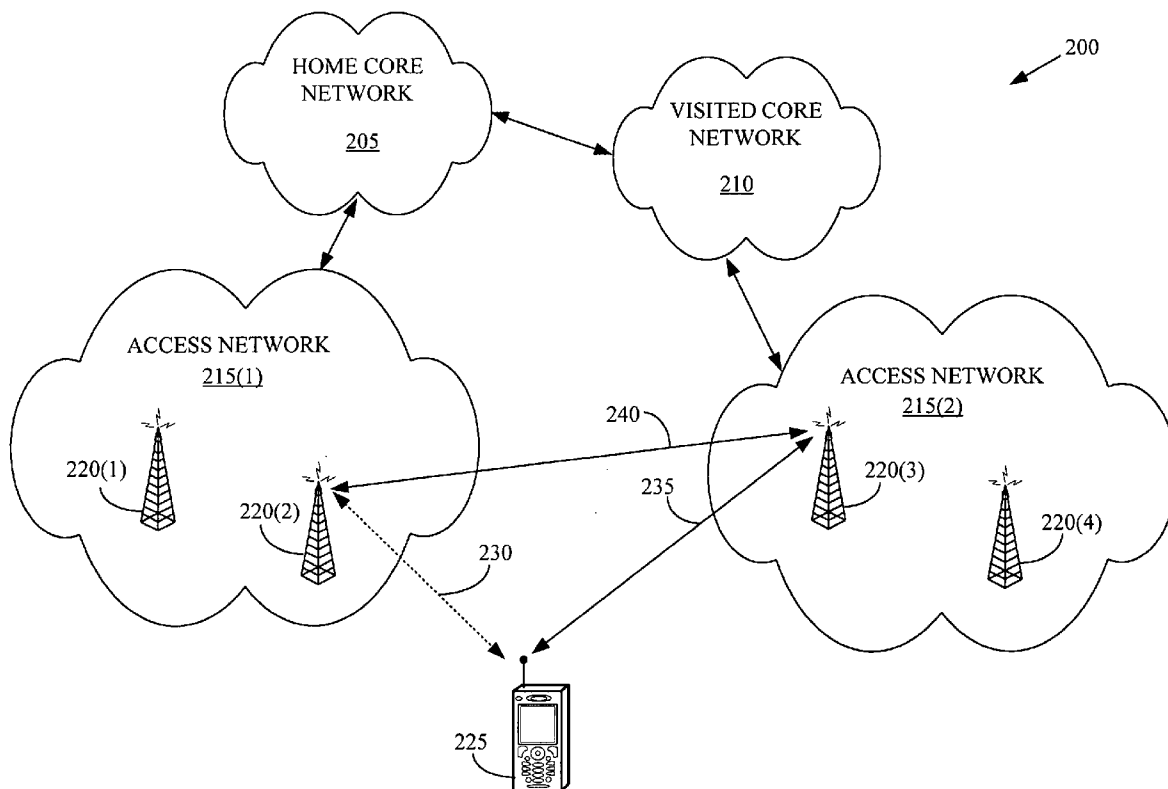 HOME CORE
NETWORK
205
200
VISITED CORE
NETWORK
210
ACCESS NETWORK
215(1)
ACCESS NETWORK
215(2)
240
220(1)
220(2)
235
220(3)
220(4)
230
225